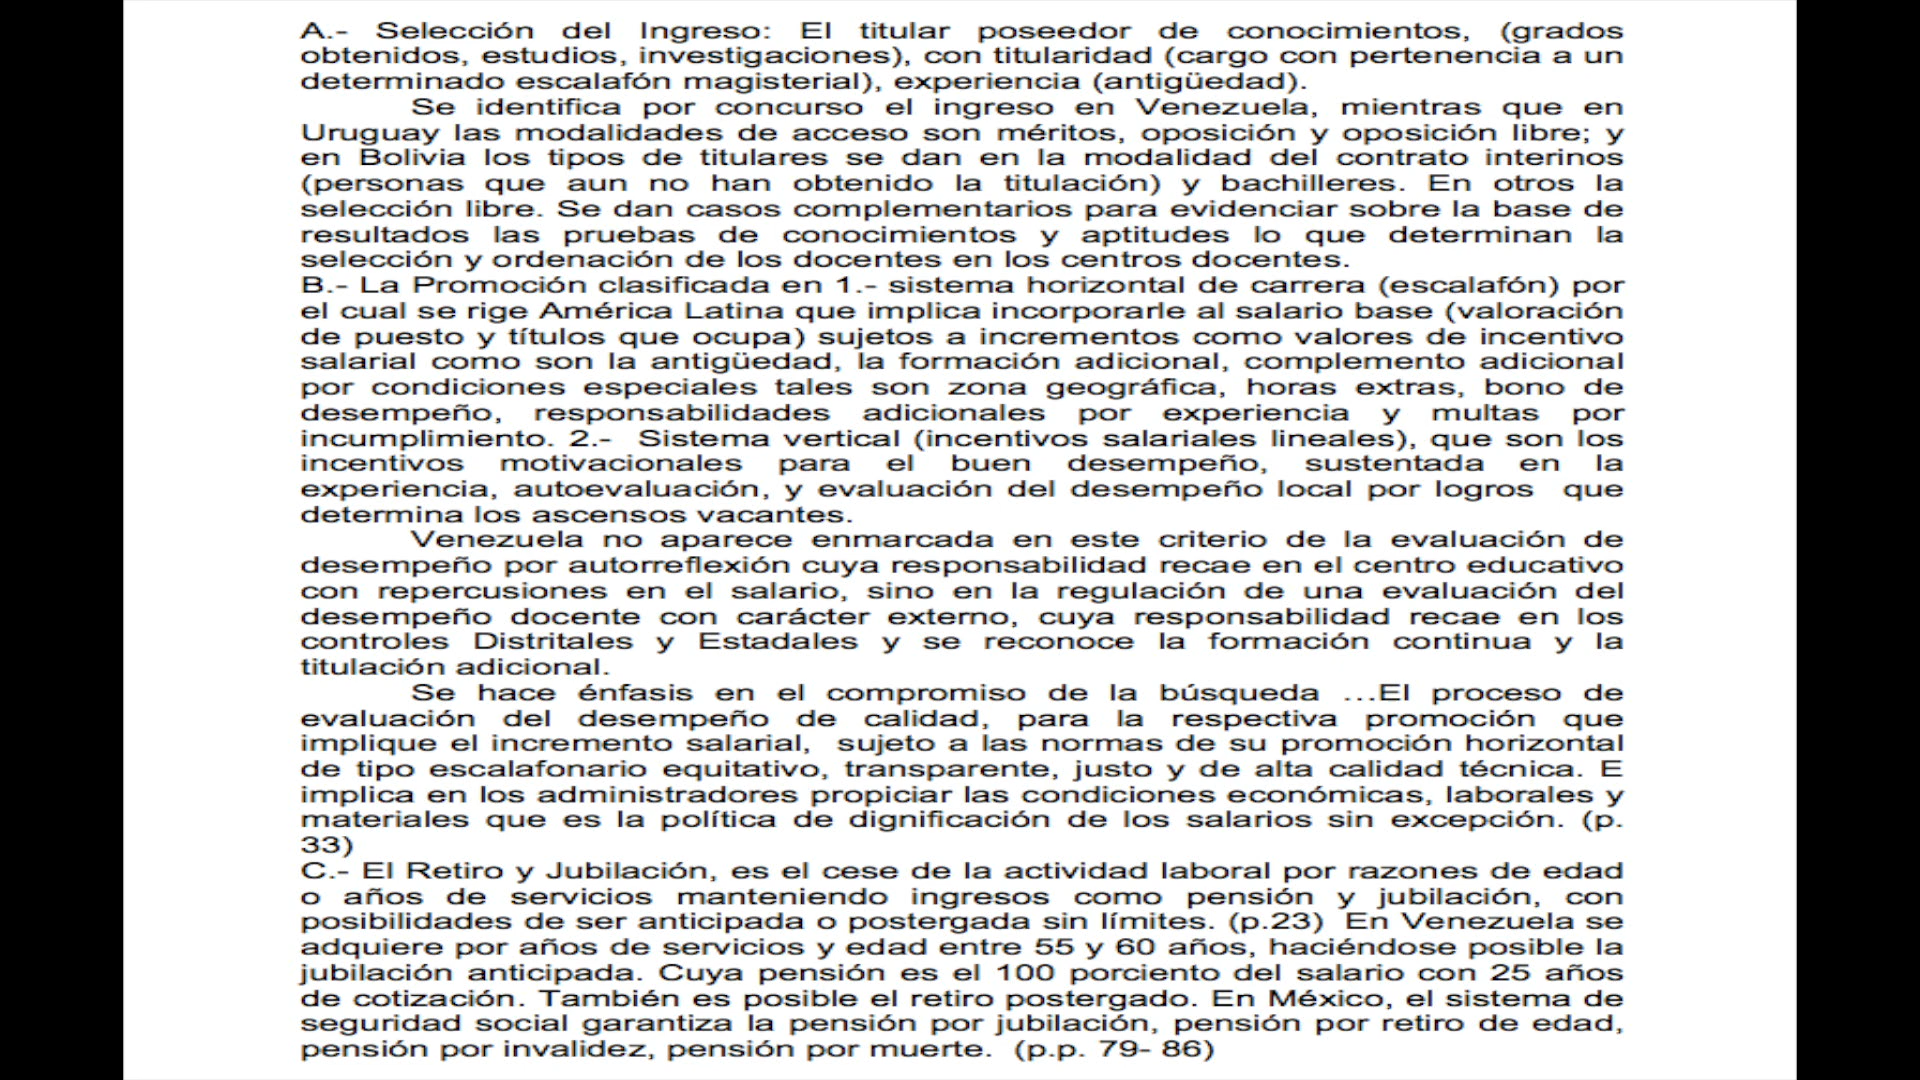 A.- Selección del Ingreso: El titular poseedor de conocimientos, (grados
obtenidos, estudios, investigaciones), con titularidad (cargo con pertenencia a un
determinado escalafón magisterial), experiencia (antigüedad).
Se identifica por concurso el ingreso en Venezuela, mientras que en
Uruguay las modalidades de acceso son méritos, oposición y oposición libre; y
en Bolivia los tipos de titulares se dan en la modalidad del contrato interinos
(personas que aun no han obtenido la titulación) y bachilleres. En otros la
selección libre. Se dan casos complementarios para evidenciar sobre la base de
resultados las pruebas de conocimientos y aptitudes lo que determinan la
selección y ordenación de los docentes en los centros docentes.
B.- La Promoción clasificada en 1.- sistema horizontal de carrera (escalafón) por
el cual se rige América Latina que implica incorporarle al salario base (valoración
de puesto y títulos que ocupa) sujetos a incrementos como valores de incentivo
salarial como son la antigüedad, la formación adicional, complemento adicional
por condiciones especiales tales son zona geográfica, horas extras, bono de
desempeño, responsabilidades adicionales por experiencia y multas por
incumplimiento. 2.- Sistema vertical (incentivos salariales lineales), que son los
incentivos motivacionales para el buen desempeño, sustentada en la
experiencia, autoevaluación, y evaluación del desempeño local por logros que
determina los ascensos vacantes.
Venezuela no aparece enmarcada en este criterio de la evaluación de
desempeño por autorreflexión cuya responsabilidad recae en el centro educativo
con repercusiones en el salario, sino en la regulación de una evaluación del
desempeño docente con carácter externo, cuya responsabilidad recae en los
controles Distritales y Estadales y se reconoce la formación continua y la
titulación adicional.
Se hace énfasis en el compromiso de la búsqueda …El proceso de
evaluación del desempeño de calidad, para la respectiva promoción que
implique el incremento salarial, sujeto a las normas de su promoción horizontal
de tipo escalafonario equitativo, transparente, justo y de alta calidad técnica. E
implica en los administradores propiciar las condiciones económicas, laborales y
materiales que es la política de dignificación de los salarios sin excepción. (p.
33)
C.- El Retiro y Jubilación, es el cese de la actividad laboral por razones de edad
o años de servicios manteniendo ingresos como pensión y jubilación, con
posibilidades de ser anticipada o postergada sin límites. (p.23) En Venezuela se
adquiere por años de servicios y edad entre 55 y 60 años, haciéndose posible la
jubilación anticipada. Cuya pensión es el 100 porciento del salario con 25 años
de cotización. También es posible el retiro postergado. En México, el sistema de
seguridad social garantiza la pensión por jubilación, pensión por retiro de edad,
pensión por invalidez, pensión por muerte. (p.p. 79- 86)